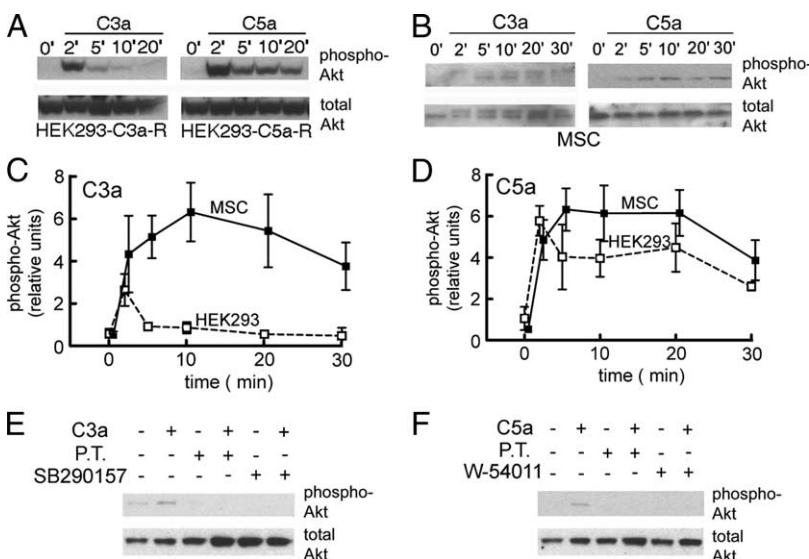 A
C3a
C5a
0' 2' 5' 10' 20'
0' 2' 5' 10' 20'
phospho-
Akt
total
Akt
HEK293-C3a-R
HEK293-C5a-R
B
C3a
C5a
0' 2' 5' 10' 20' 30'
0' 2' 5' 10' 20' 30'
phospho-
Akt
total
Akt
MSC
C
C3a
MSC
HEK293
phospho-Akt
(relative units)
8
6
4
2
0
0 10 20 30
time ( min)
D
C5a
MSC
HEK293
phospho-Akt
(relative units)
8
6
4
2
0
0 10 20 30
time ( min)
E
C3a - + - + - +
P.T. - - + + - -
SB290157 - - - - + +
phospho-
Akt
total
Akt
F
C5a - + - + - +
P.T. - - + + - -
W-54011 - - - - + +
phospho-
Akt
total
Akt